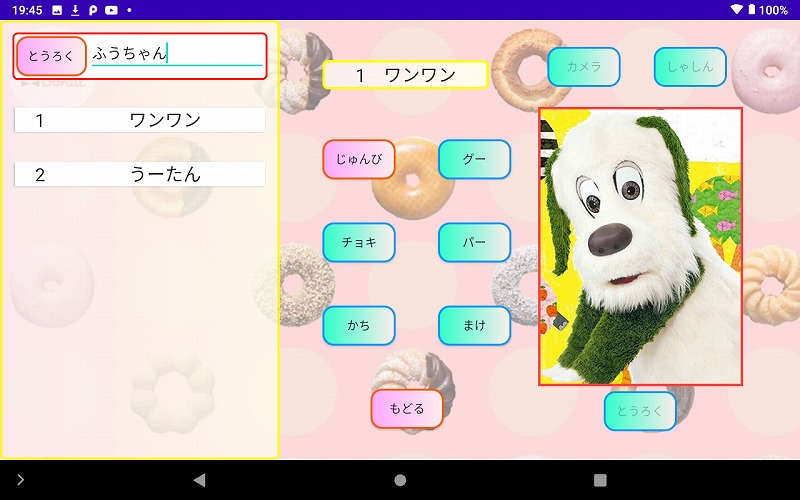 19:45
100%
とうろく ふうちゃん
1 ワンワン
2 うーたん
1 ワンワン
カメラ しゃしん
じゅんび グー
チョキ パー
かち まけ
もどる とうろく